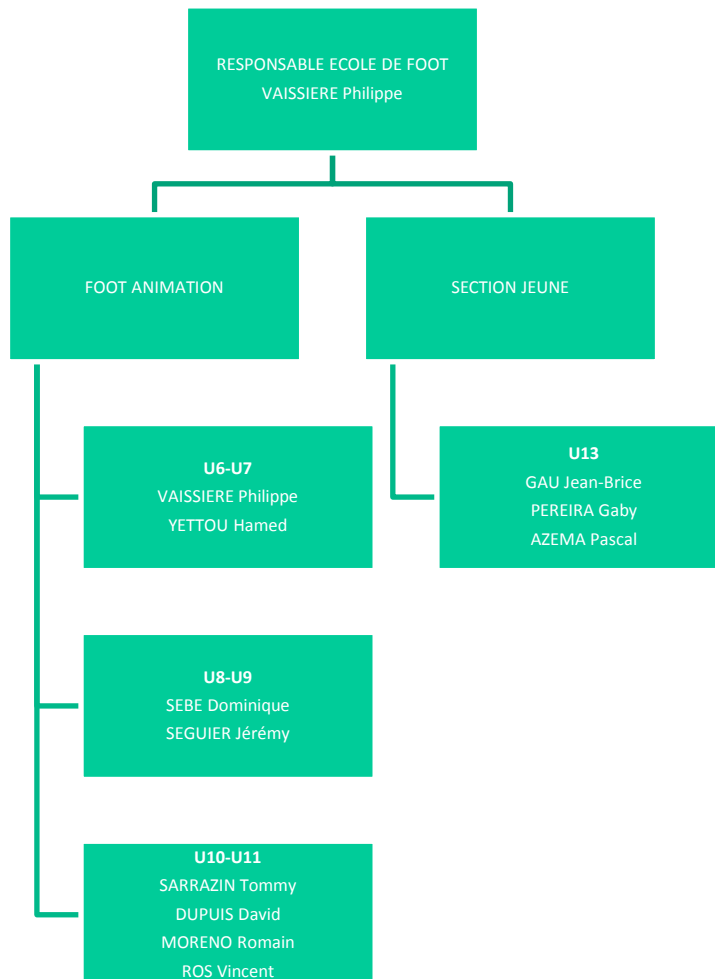 RESPONSABLE ECOLE DE FOOT
VAISSIERE Philippe
FOOT ANIMATION
SECTION JEUNE
U6-U7
VAISSIERE Philippe
YETTOU Hamed
U13
GAU Jean-Brice
PEREIRA Gaby
AZEMA Pascal
U8-U9
SEBE Dominique
SEGUIER Jérémy
U10-U11
SARRAZIN Tommy
DUPUIS David
MORENO Romain
ROS Vincent